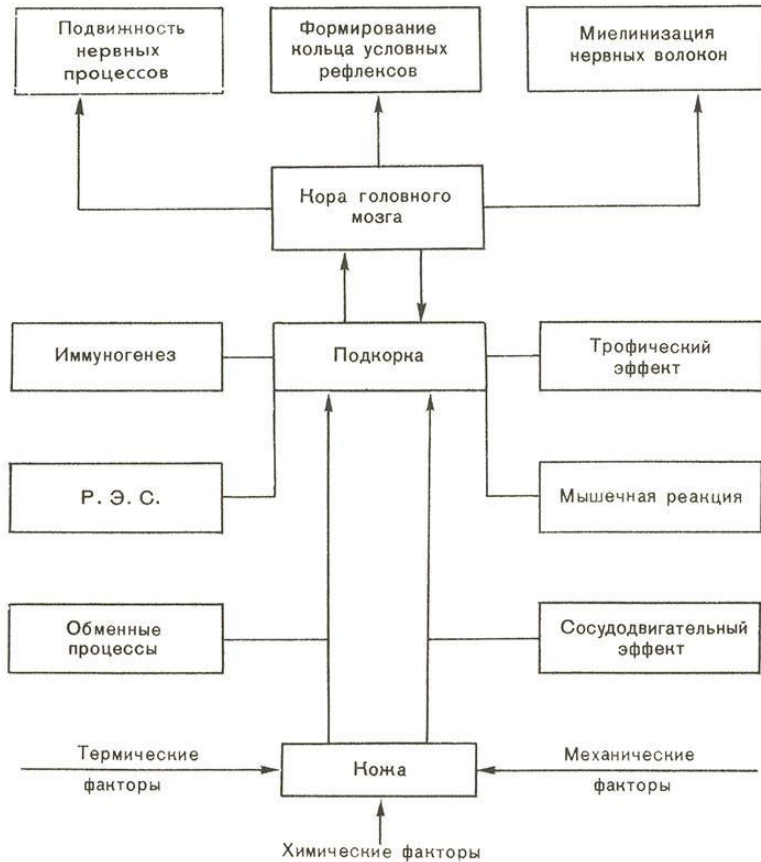 Подвижность
нервных
процессов
Формирование
кольца условных
рефлексов
Миелинизация
нервных волокон
Кора головного
мозга
Иммуногенез
Подкорка
Трофический
эффект
Р. Э. С.
Мышечная реакция
Обменные
процессы
Сосудодвигательный
эффект
Термические
факторы
Кожа
Механические
факторы
Химические факторы